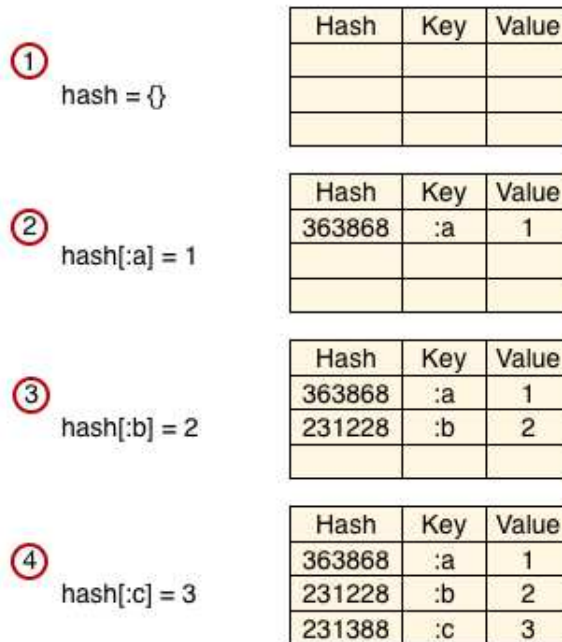 1
Hash Key Value
hash = {}
2
Hash Key Value
363868 :a 1
hash[:a] = 1
3
Hash Key Value
363868 :a 1
231228 :b 2
hash[:b] = 2
4
Hash Key Value
363868 :a 1
231228 :b 2
hash[:c] = 3
231388 :c 3